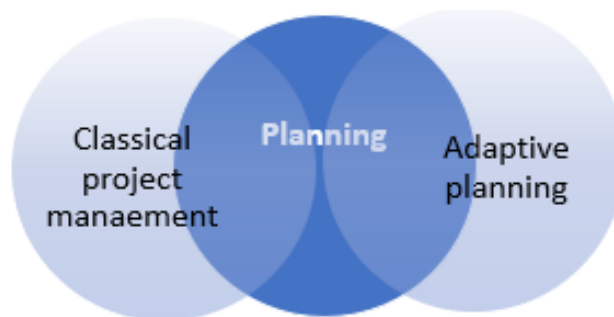 Classical
project
manaement
Planning
Adaptive
planning